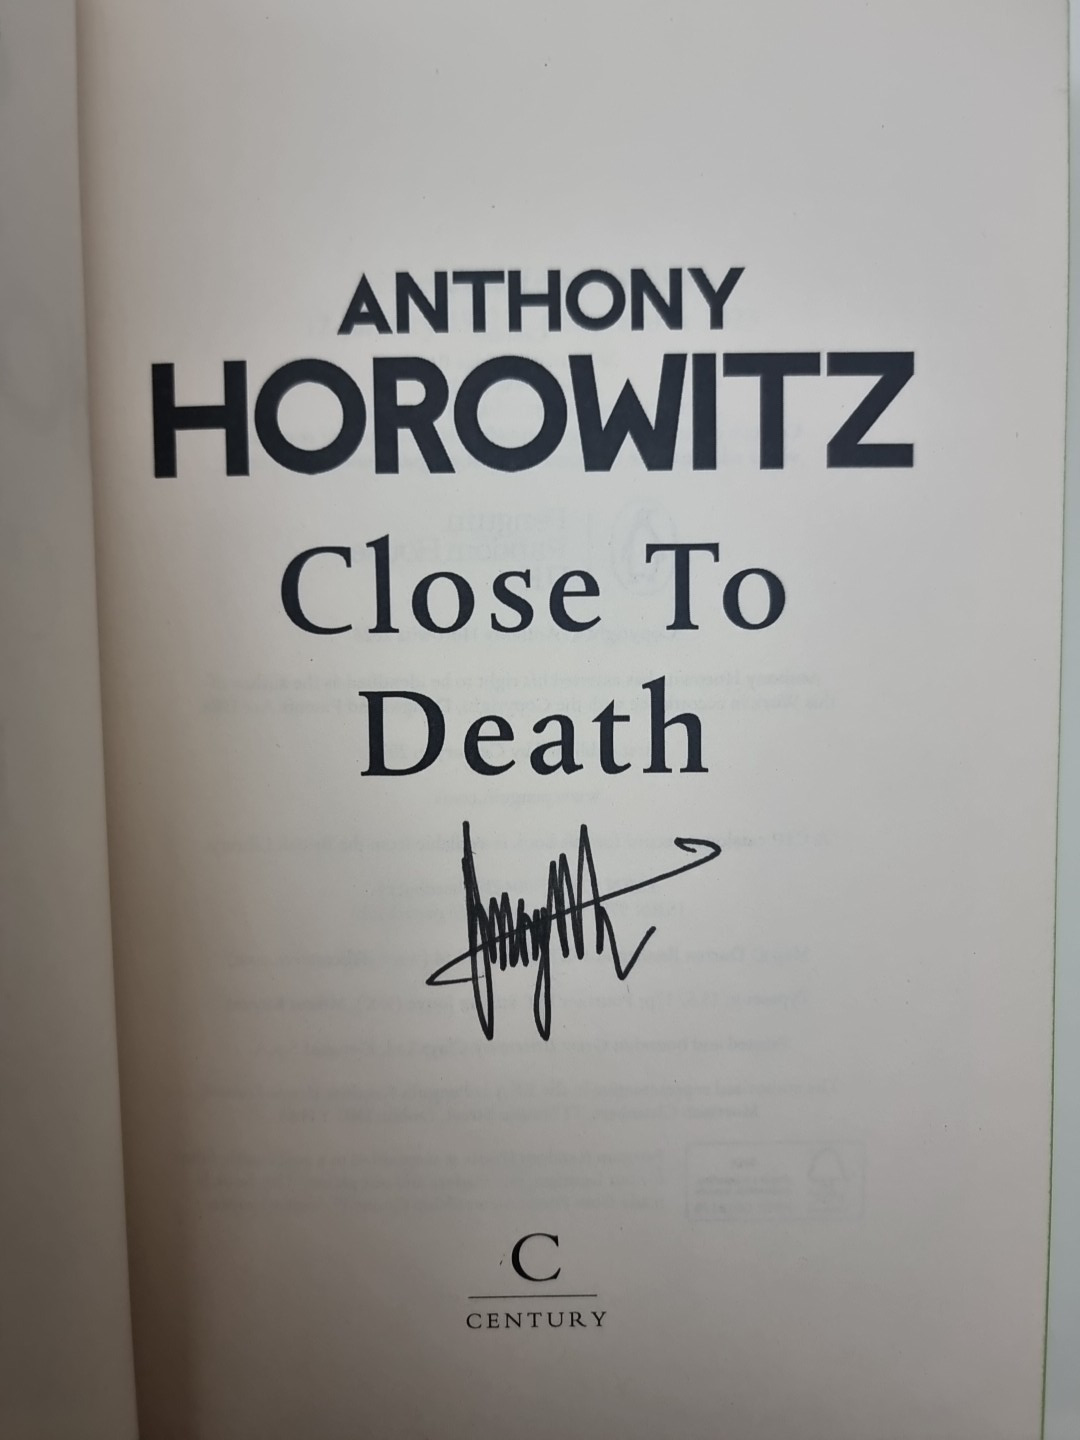 ANTHONY
HOROWITZ
Close To
Death
C
CENTURY